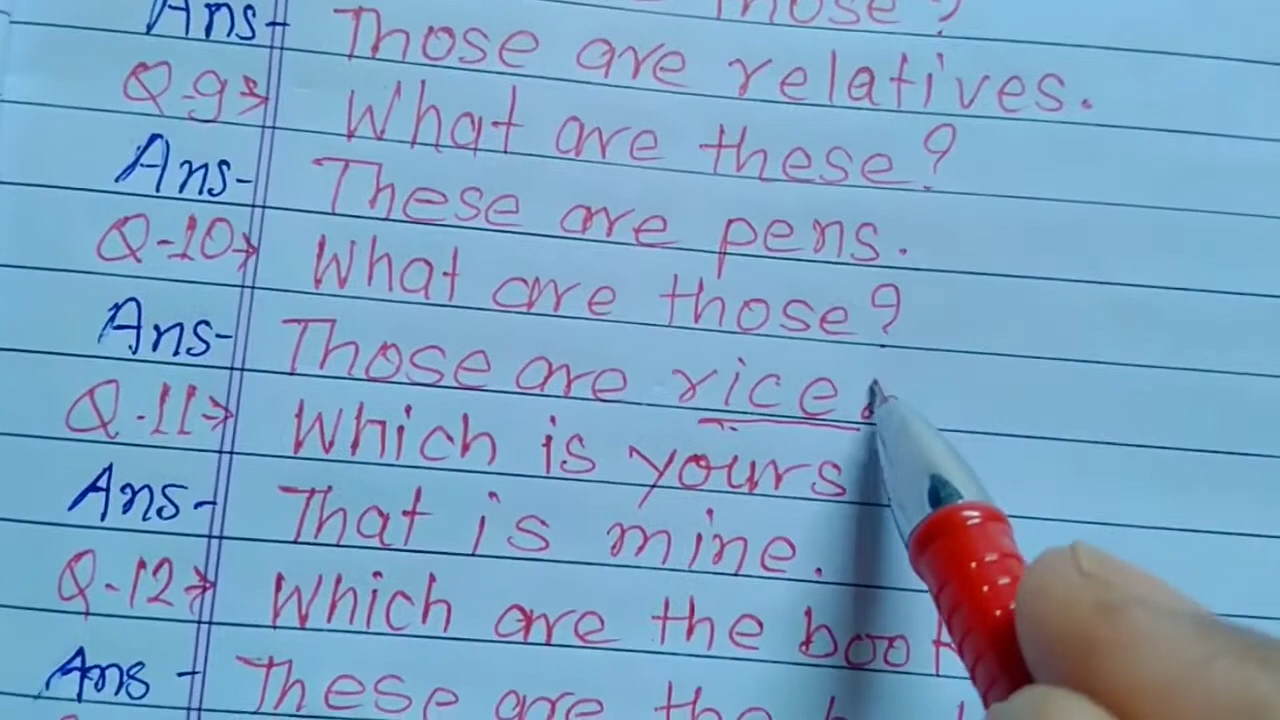 those?
Ans- Those are relatives.
Q-9→ What are these?
Ans- These are pens.
Q-10→ What are those?
Ans- Those are rice.
Q-11→ Which is yours
Ans- That is mine.
Q-12→ Which are the
Ans- These are the